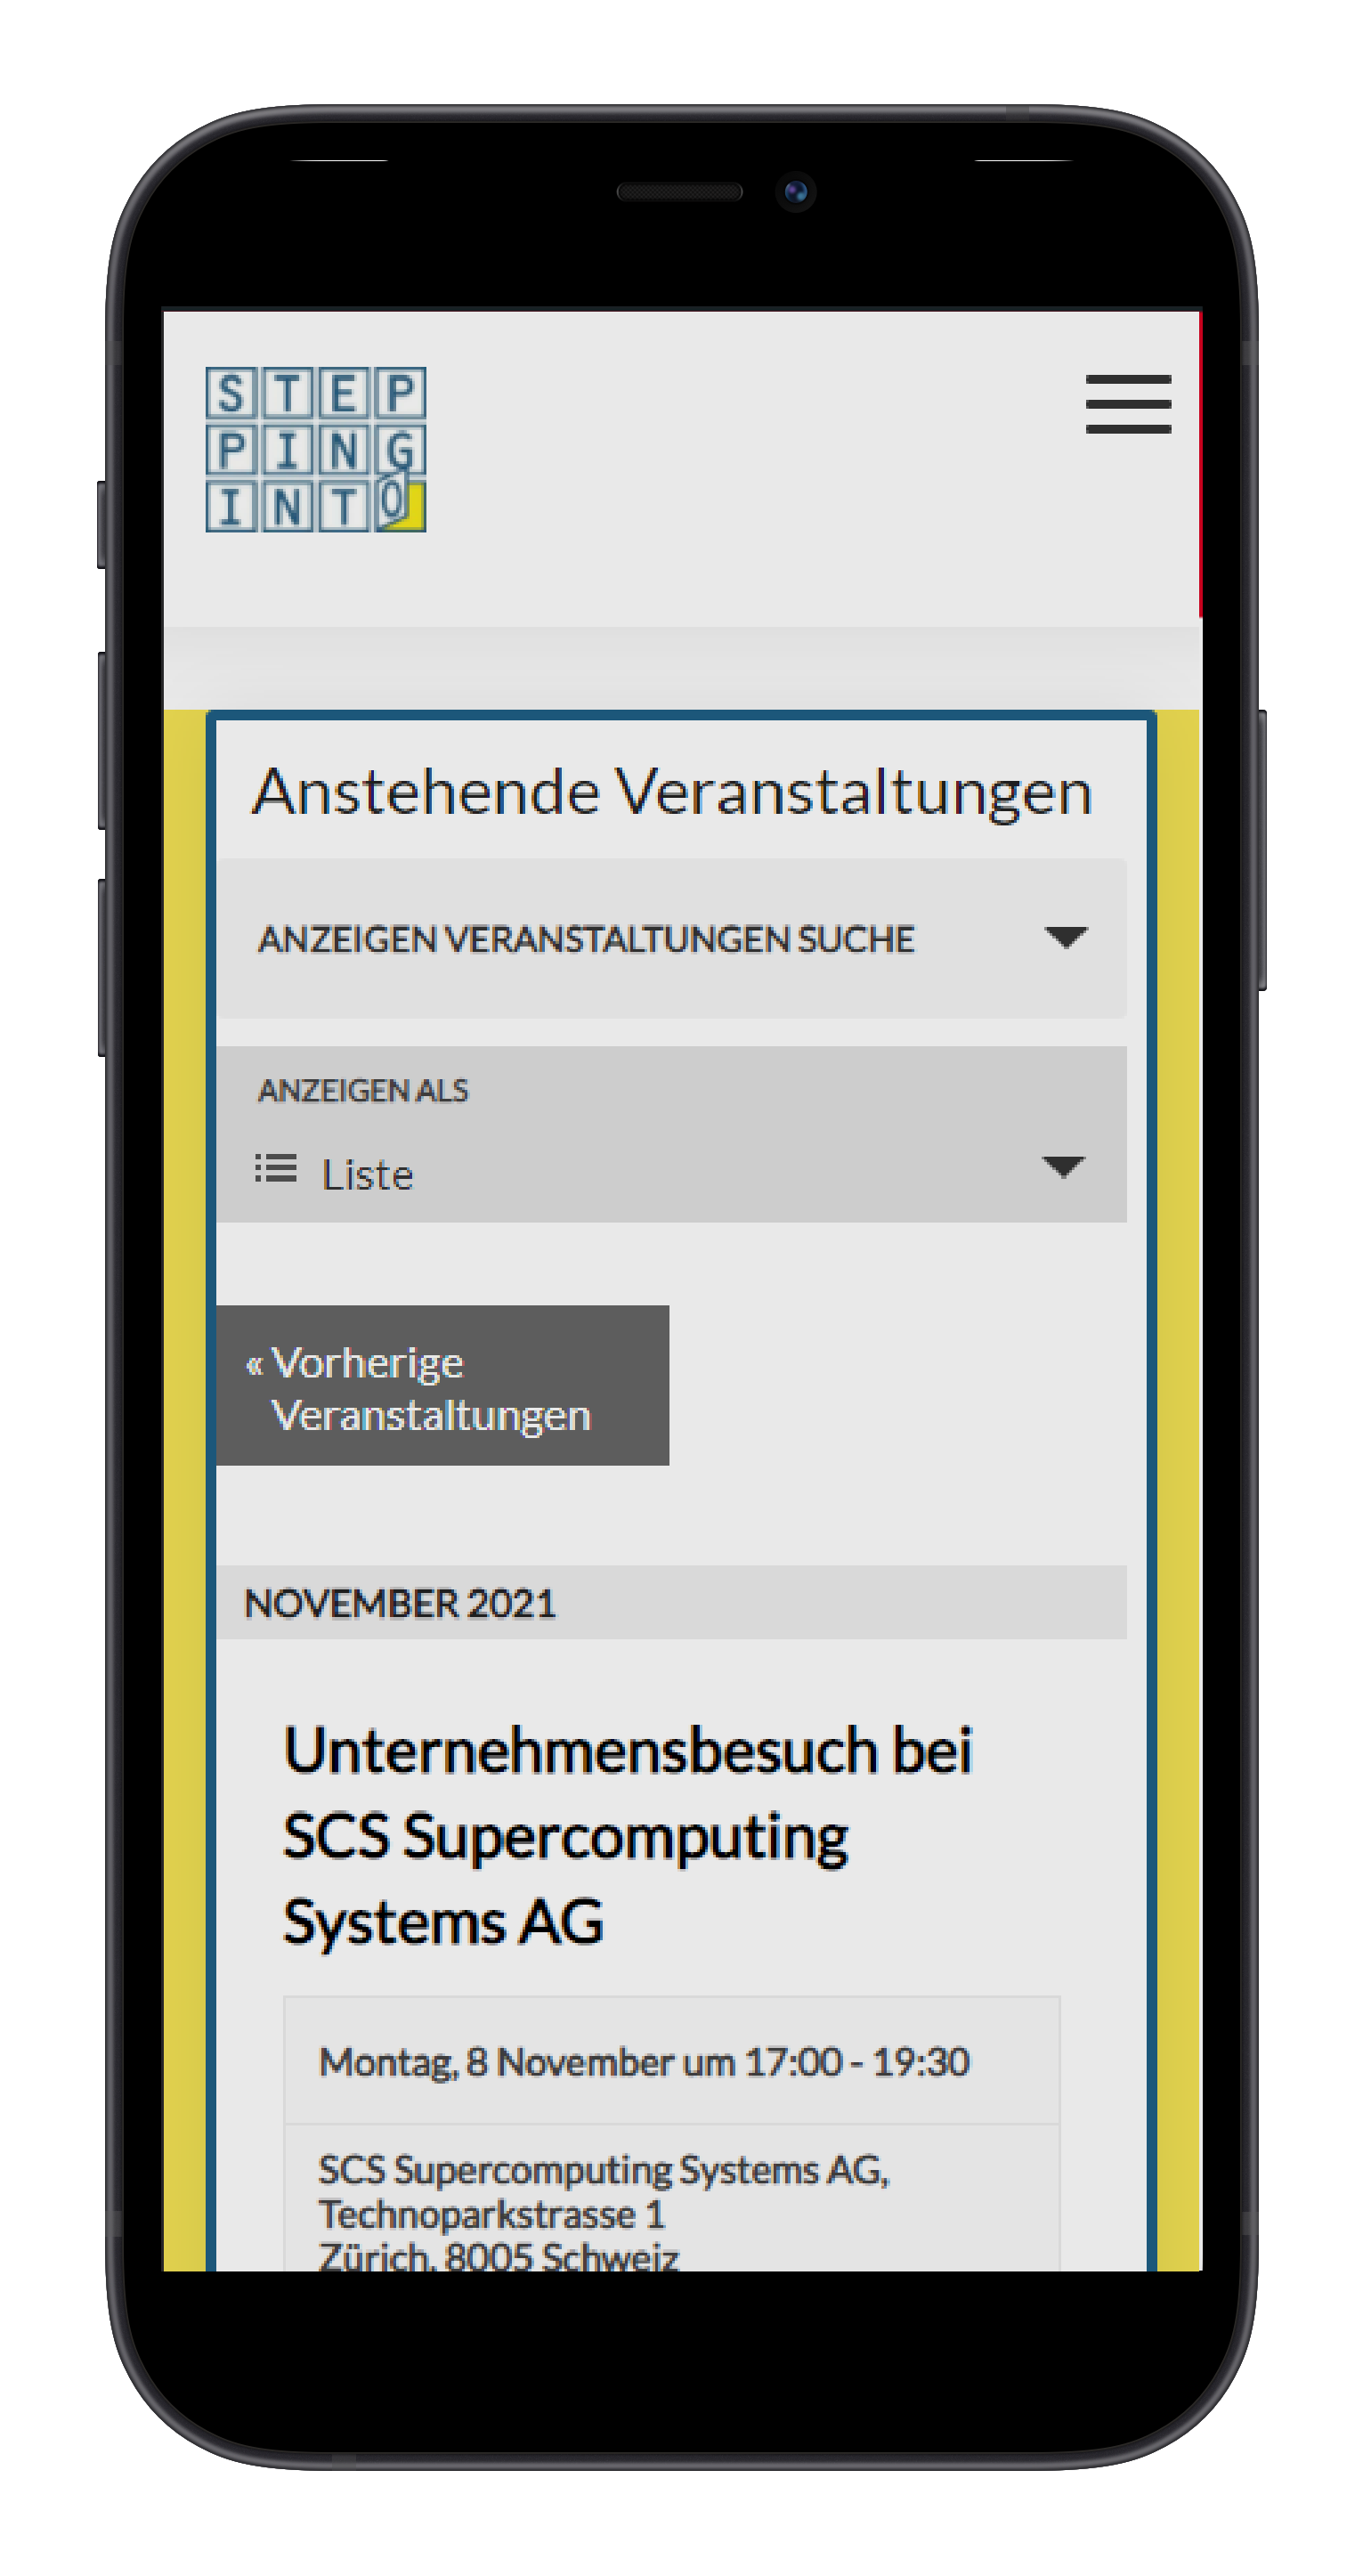 STEP
PING
INTO
Anstehende Veranstaltungen
ANZEIGEN VERANSTALTUNGEN SUCHE
ANZEIGEN ALS
Liste
« Vorherige
Veranstaltungen
NOVEMBER 2021
Unternehmensbesuch bei
SCS Supercomputing
Systems AG
Montag, 8 November um 17:00 - 19:30
SCS Supercomputing Systems AG,
Technoparkstrasse 1
Zürich, 8005 Schweiz